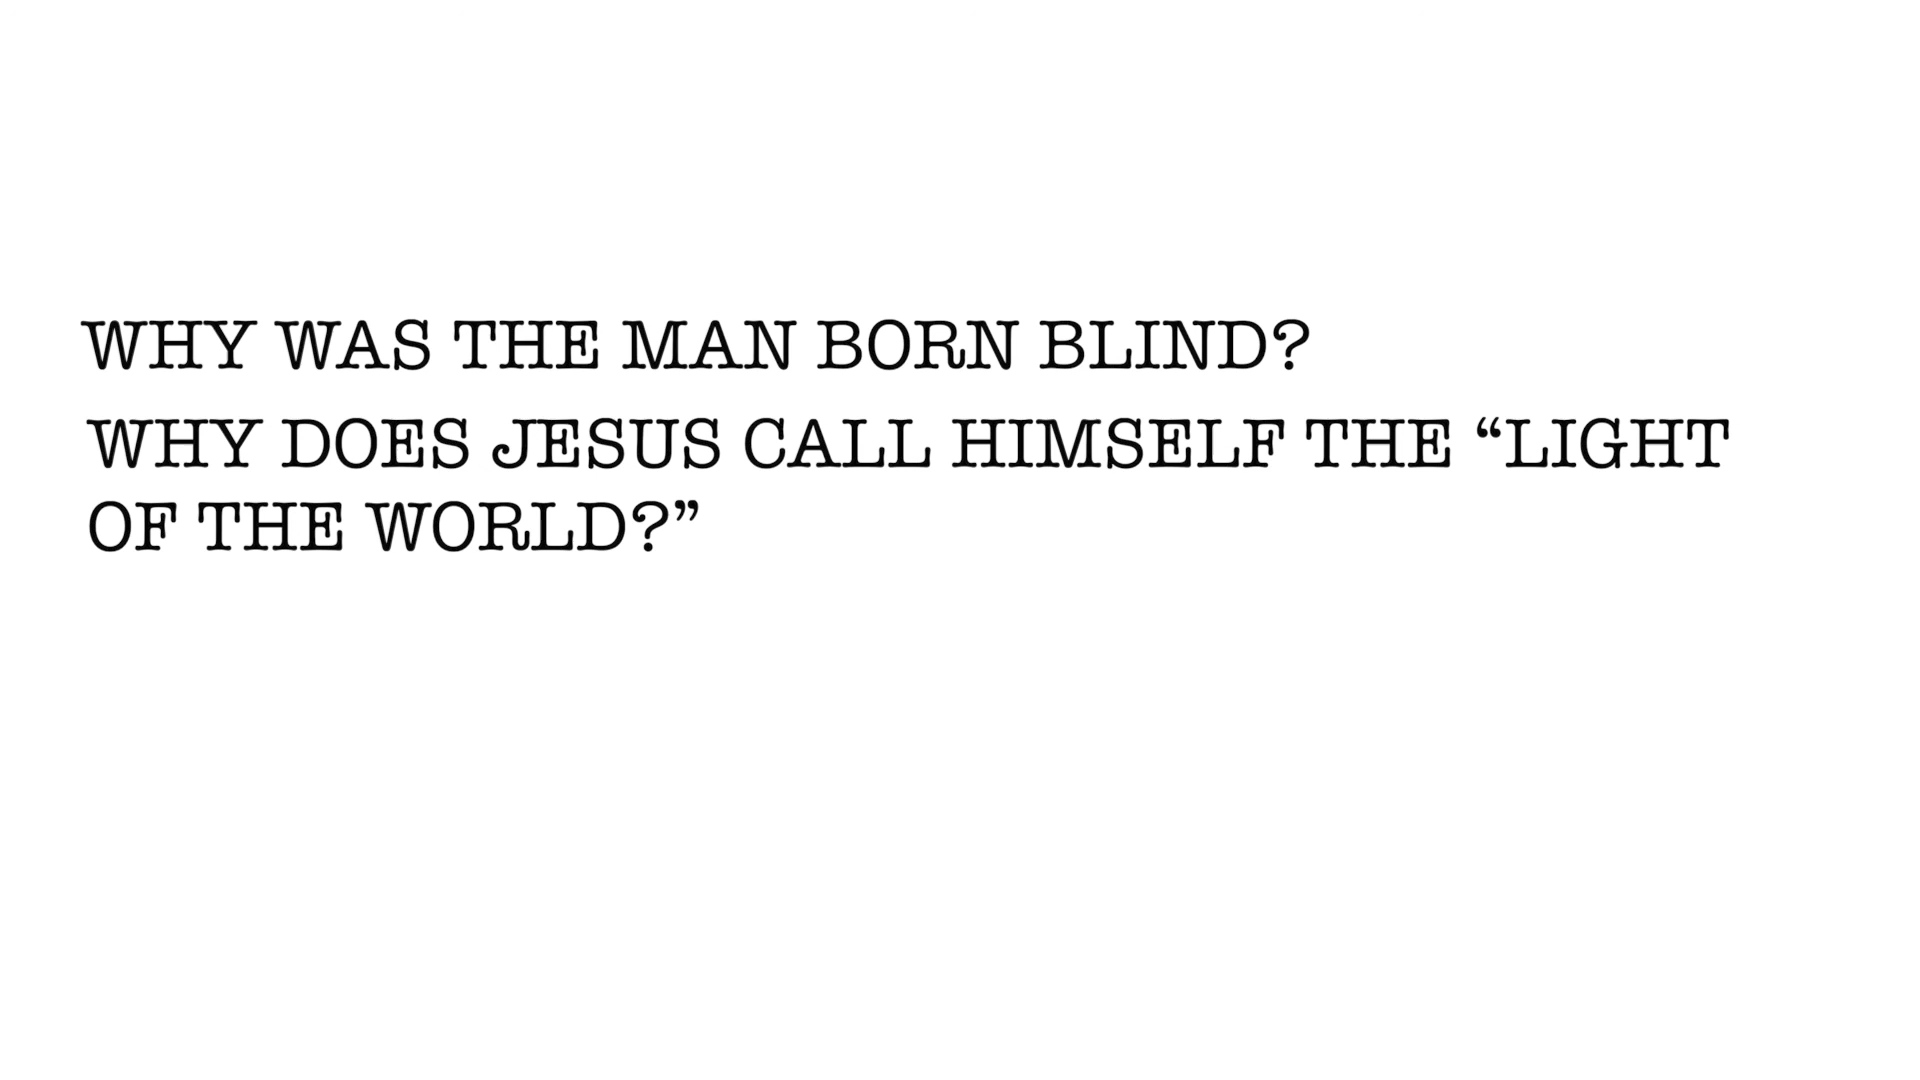 WHY WAS THE MAN BORN BLIND?
WHY DOES JESUS CALL HIMSELF THE “LIGHT
OF THE WORLD?”